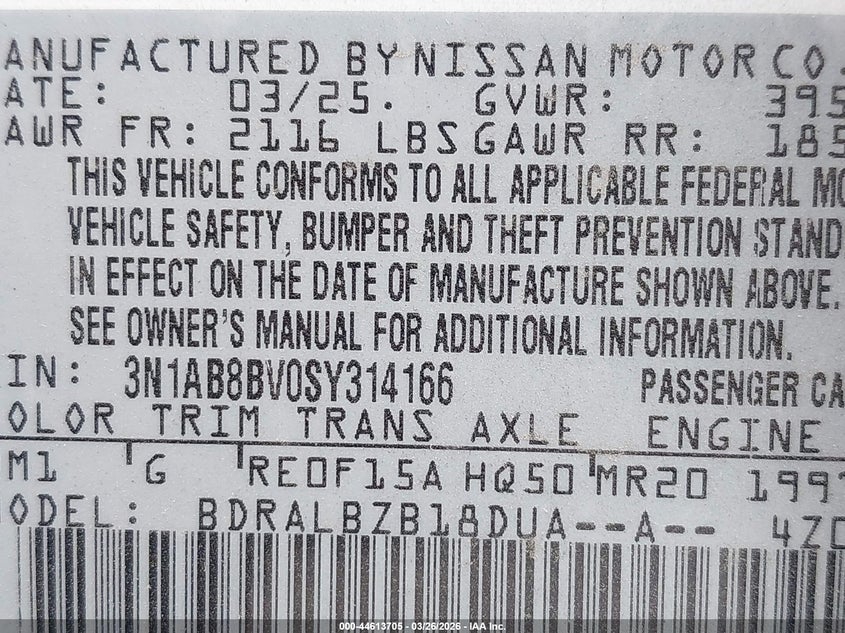 ANUFACTURED BY NISSAN MOTOR CO.
ATE: 03/25. GVWR: 395
AWR FR: 2116 LBS GAWR RR: 185
THIS VEHICLE CONFORMS TO ALL APPLICABLE FEDERAL MO
VEHICLE SAFETY, BUMPER AND THEFT PREVENTION STAND
IN EFFECT ON THE DATE OF MANUFACTURE SHOWN ABOVE.
SEE OWNER'S MANUAL FOR ADDITIONAL INFORMATION.
IN: 3N1AB8BV0SY314166 PASSENGER CA
OLOR TRIM TRANS AXLE ENGINE
M1 G RE0F15A HQ50 MR20 1997
ODEL: BDRALBZB18DUA--A-- 4Z0
000-44613705 - 03/26/2026 - IAA Inc.